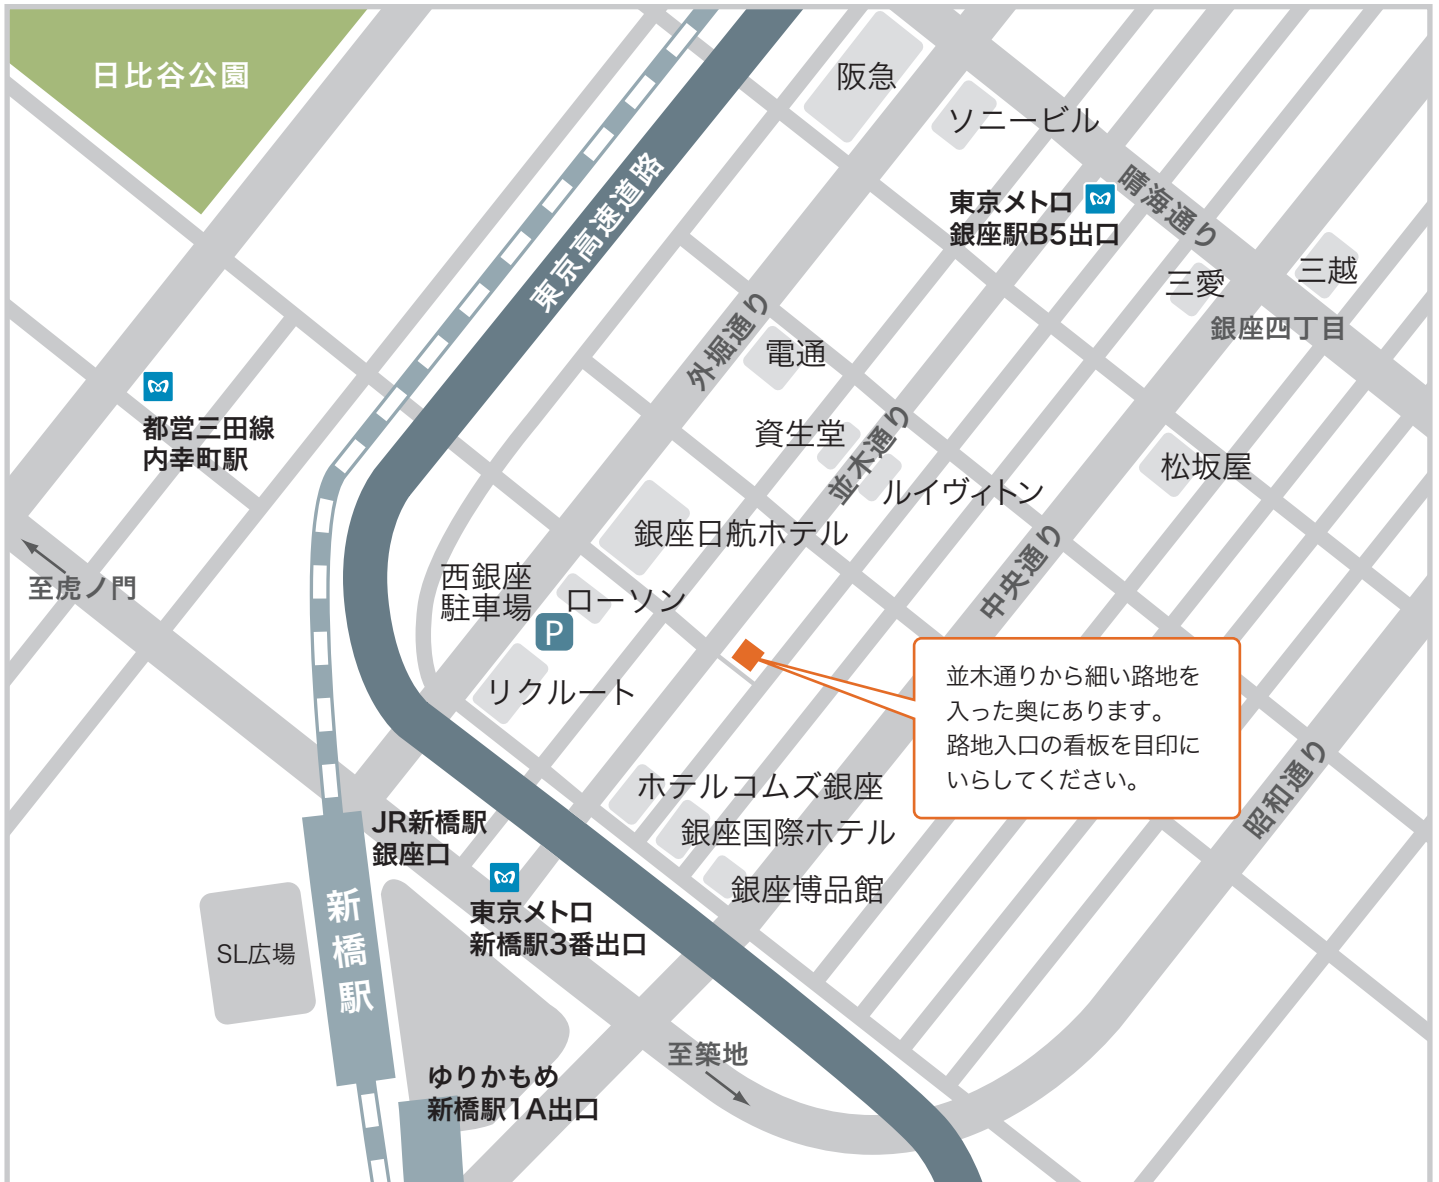 日比谷公園
阪急
ソニービル
東京メトロ
銀座駅B5出口
晴海通り
三愛
三越
銀座四丁目
東京高速道路
外堀通り
電通
資生堂
並木通り
ルイヴィトン
松坂屋
都営三田線
内幸町駅
銀座日航ホテル
中央通り
至虎ノ門
西銀座
駐車場
P
ローソン
リクルート
並木通りから細い路地を
入った奥にあります。
路地入口の看板を目印に
いらしてください。
昭和通り
ホテルコムズ銀座
銀座国際ホテル
銀座博品館
JR新橋駅
銀座口
東京メトロ
新橋駅3番出口
新橋駅
SL広場
至築地
ゆりかもめ
新橋駅1A出口